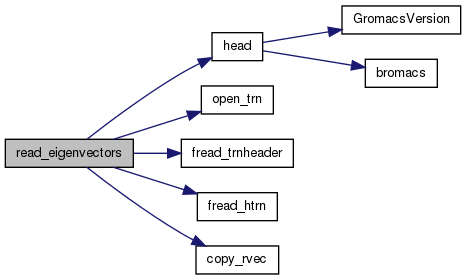 GromacsVersion
head
bromacs
open_trn
read_eigenvectors
fread_trnheader
fread_htrn
copy_rvec